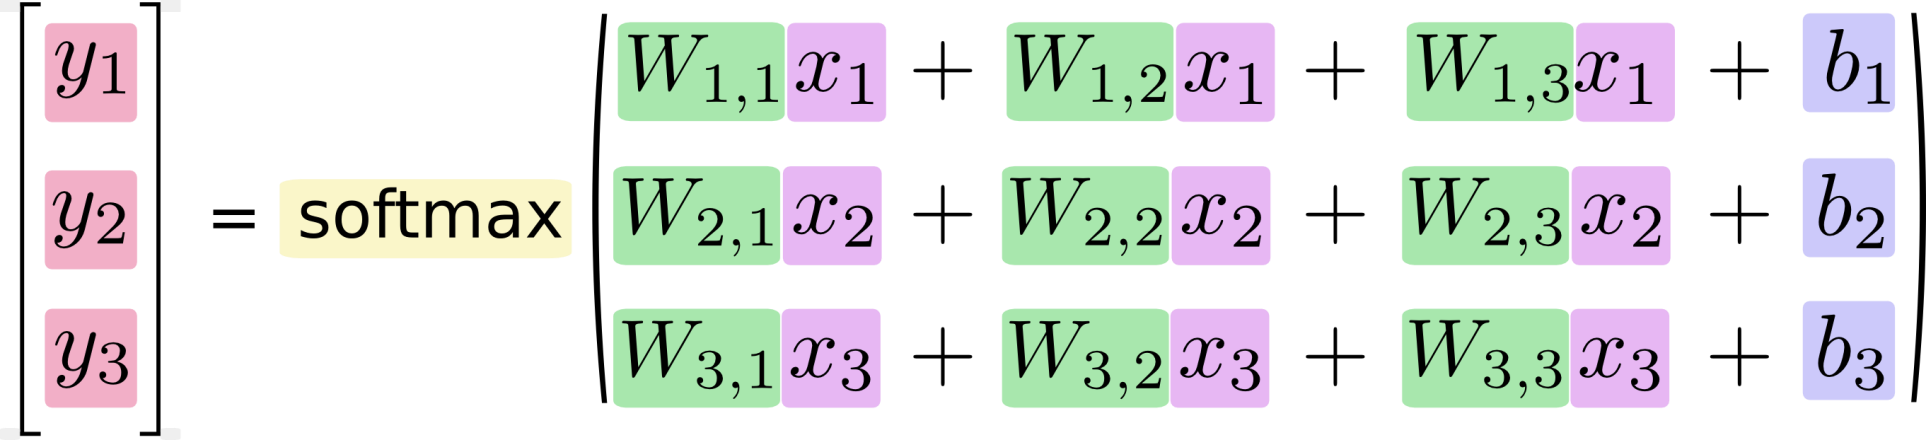 y1 W1,1 x1 + W1,2 x1 + W1,3 x1 + b1
y2 = softmax W2,1 x2 + W2,2 x2 + W2,3 x2 + b2
y3 W3,1 x3 + W3,2 x3 + W3,3 x3 + b3